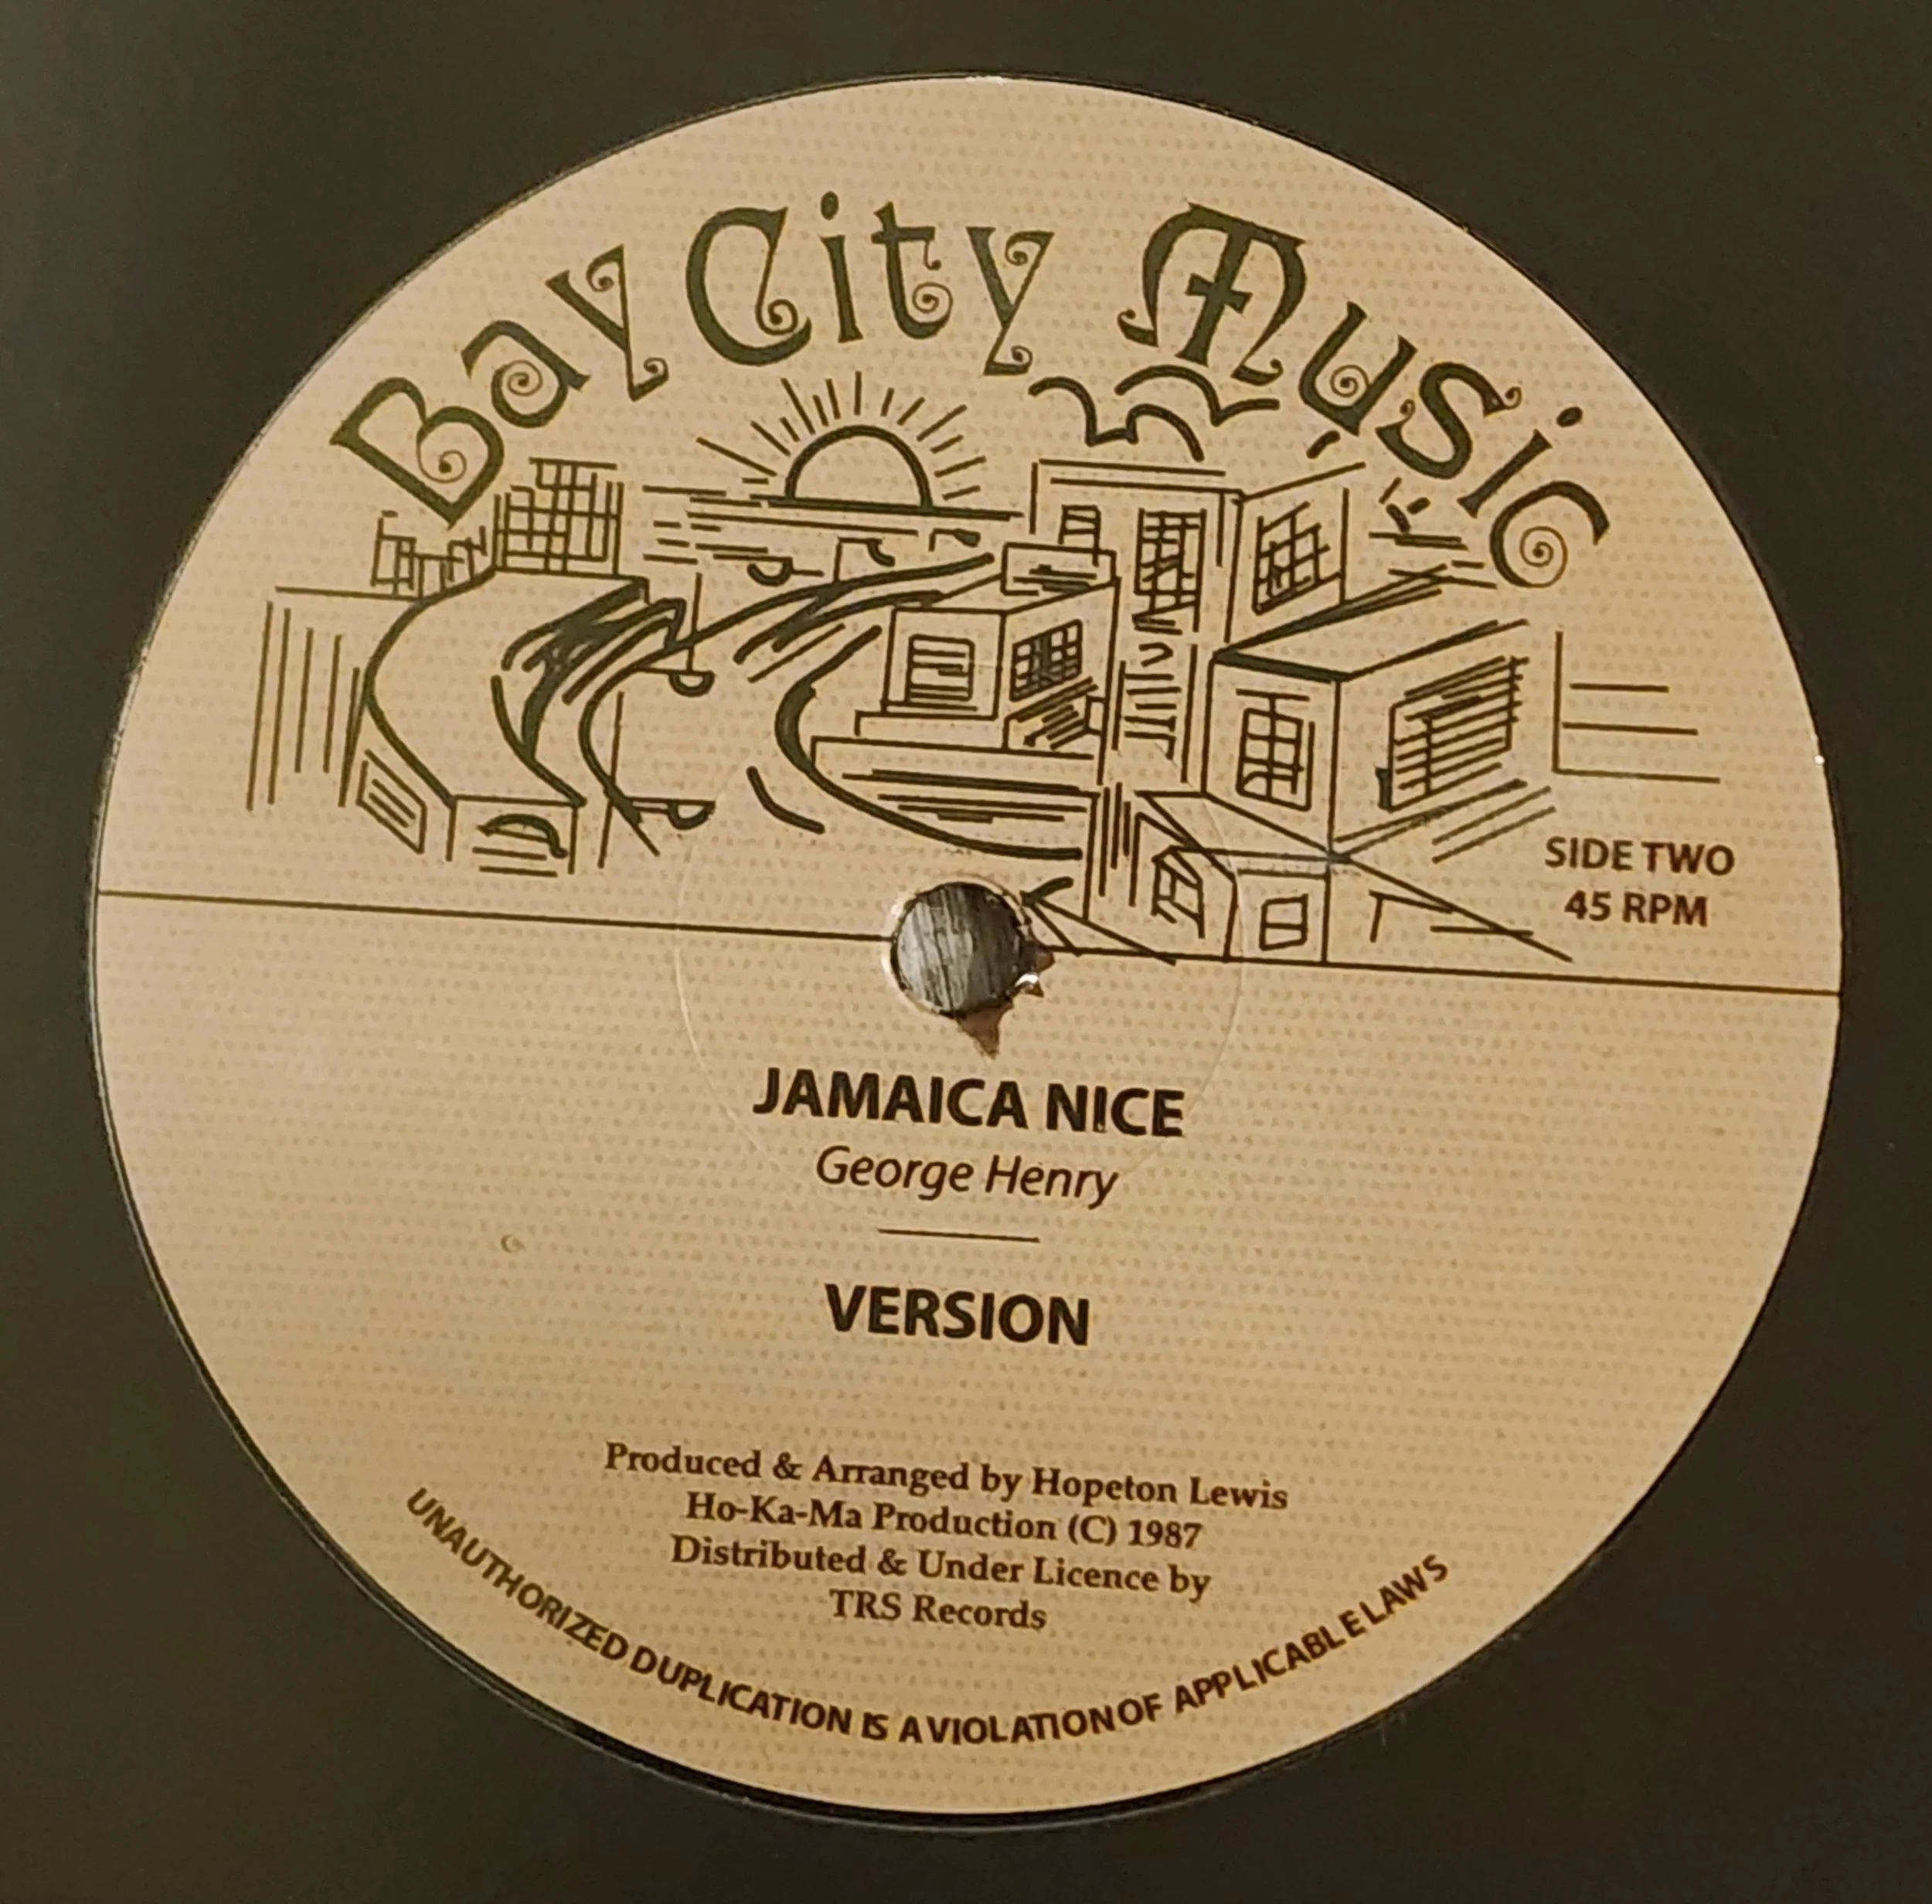 Bay City Music
SIDE TWO
45 RPM
JAMAICA NICE
George Henry
VERSION
Produced & Arranged by Hopeton Lewis
Ho-Ka-Ma Production (C) 1987
Distributed & Under Licence by
TRS Records
UNAUTHORIZED DUPLICATION IS A VIOLATION OF APPLICABLE LAWS